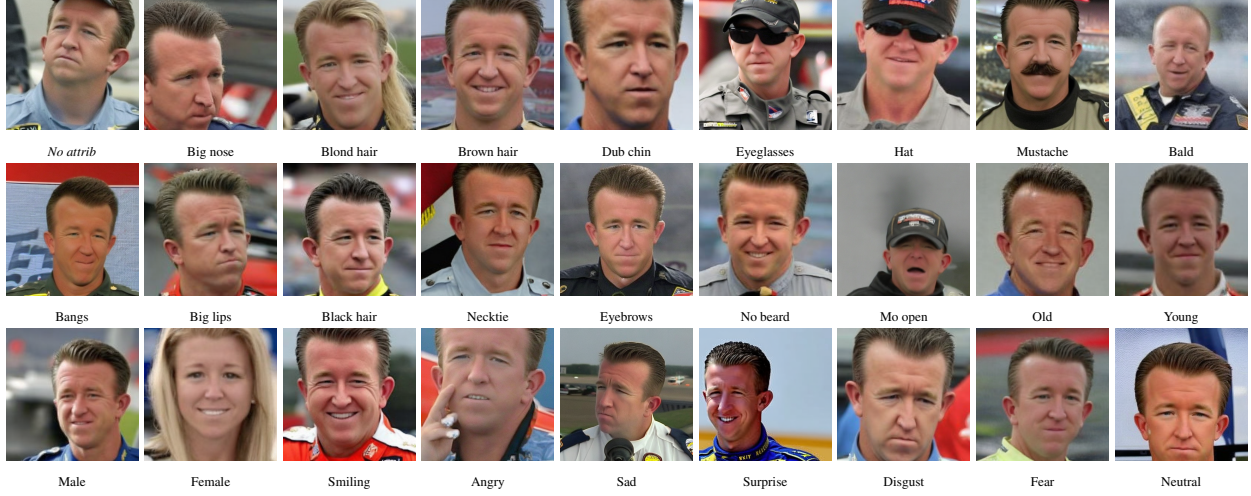 No attrib Big nose Blond hair Brown hair Dub chin Eyeglasses Hat Mustache Bald
Bangs Big lips Black hair Necktie Eyebrows No beard Mo open Old Young
Male Female Smiling Angry Sad Surprise Disgust Fear Neutral